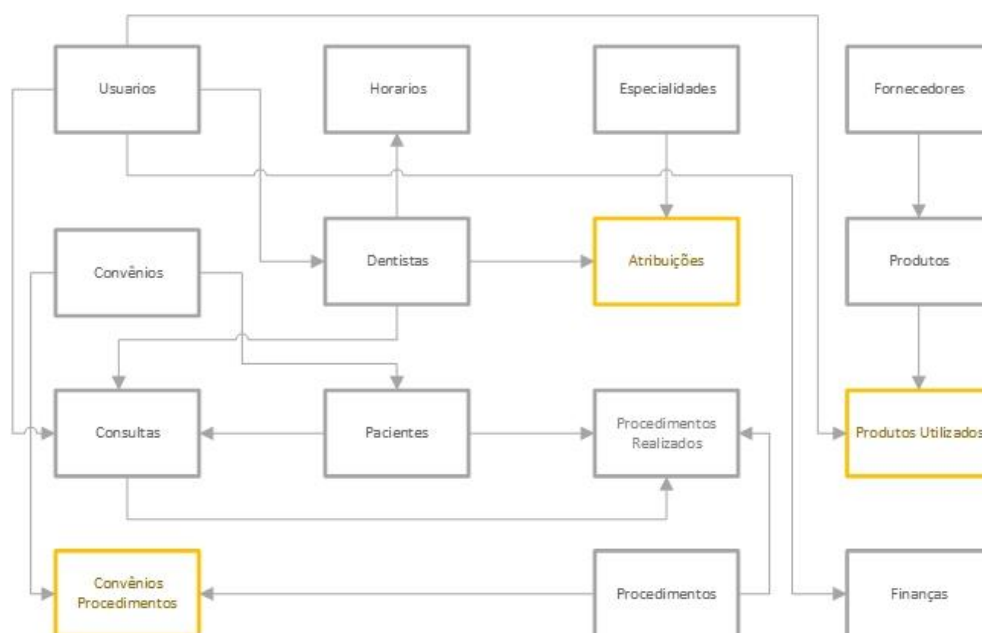 Usuarios
Horarios
Especialidades
Fornecedores
Convênios
Dentistas
Atribuições
Produtos
Consultas
Pacientes
Procedimentos
Realizados
Produtos Utilizados
Convênios
Procedimentos
Procedimentos
Finanças